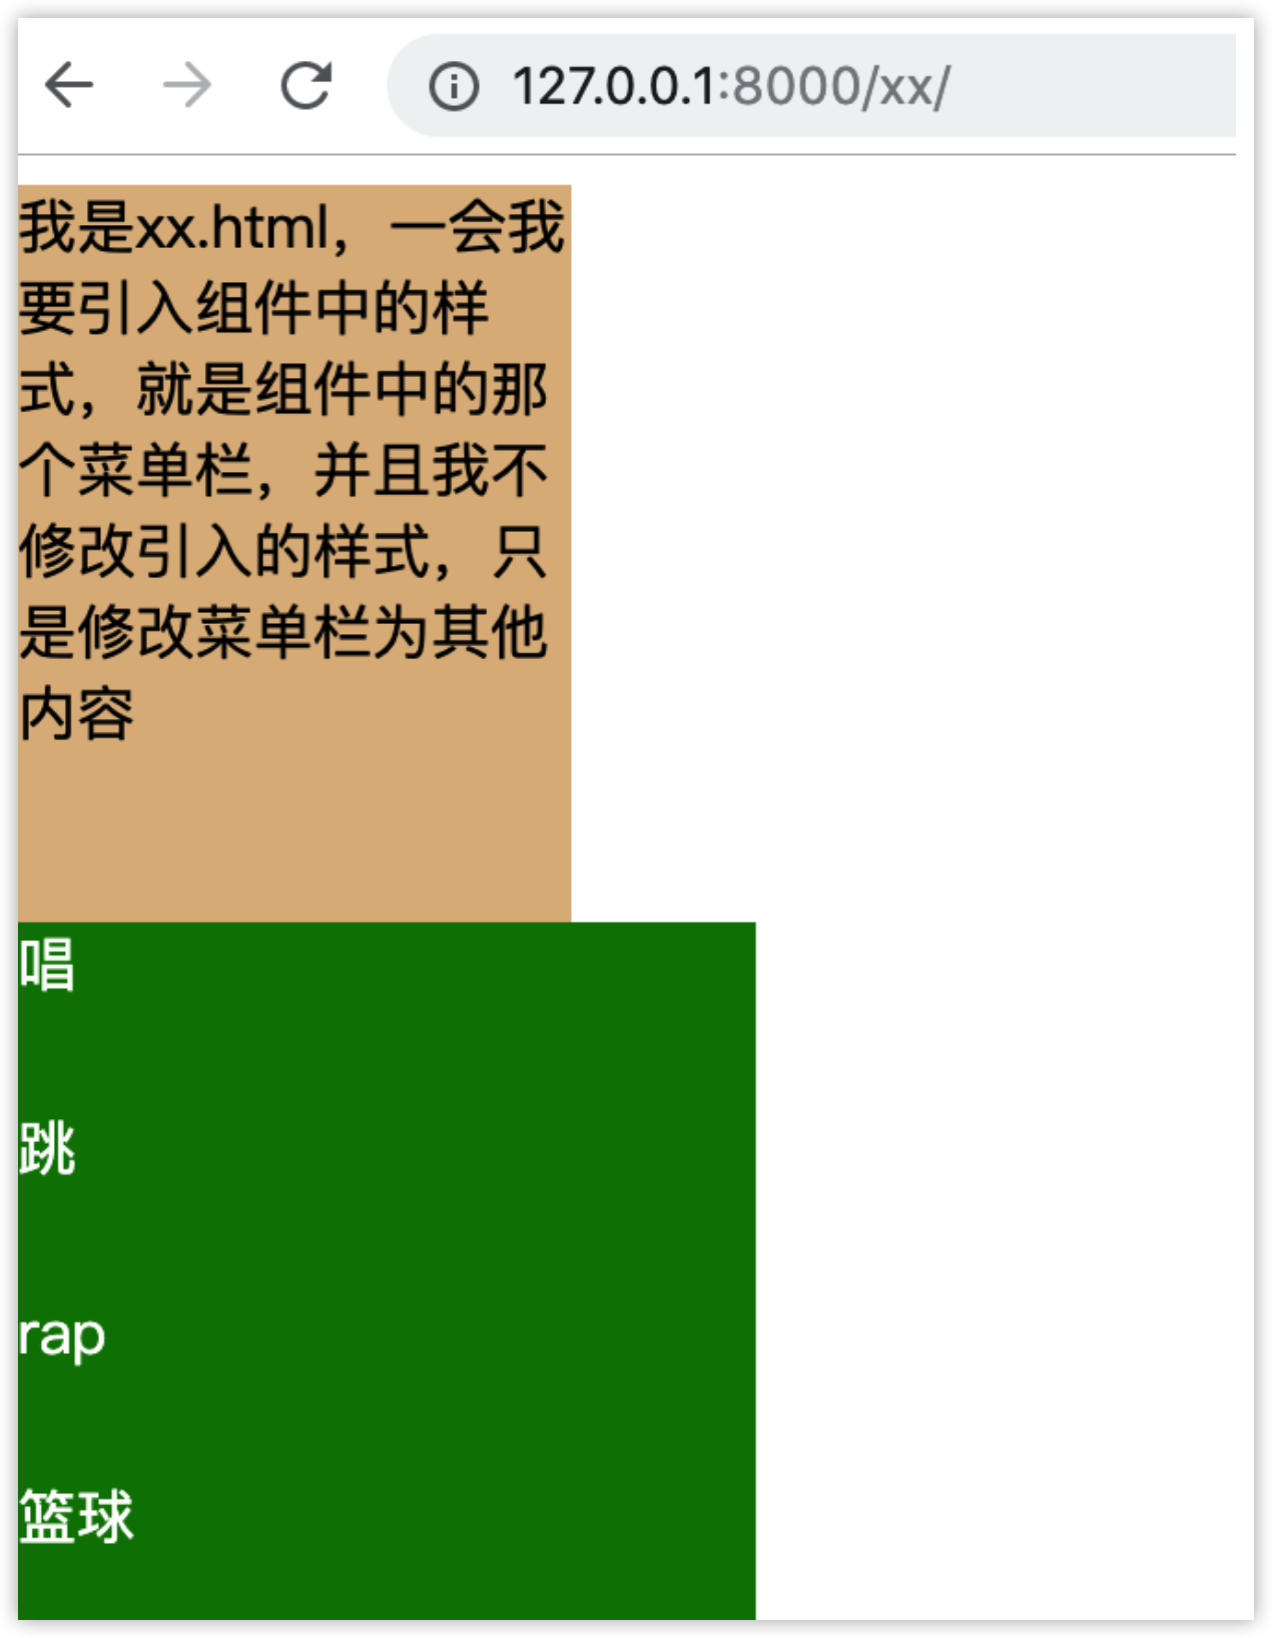 127.0.0.1:8000/xx/
我是xx.html，一会我
要引入组件中的样
式，就是组件中的那
个菜单栏，并且我不
修改引入的样式，只
是修改菜单栏为其他
内容
唱
跳
rap
篮球